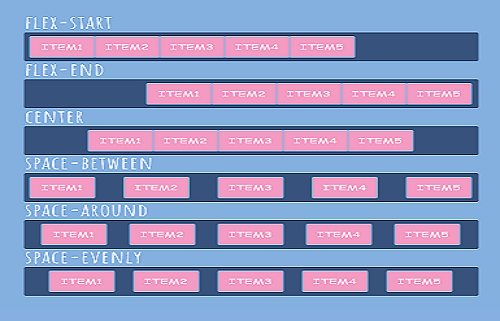 FLEX-START
ITEM1 ITEM2 ITEM3 ITEM4 ITEM5
FLEX-END
ITEM1 ITEM2 ITEM3 ITEM4 ITEM5
CENTER
ITEM1 ITEM2 ITEM3 ITEM4 ITEM5
SPACE-BETWEEN
ITEM1 ITEM2 ITEM3 ITEM4 ITEM5
SPACE-AROUND
ITEM1 ITEM2 ITEM3 ITEM4 ITEM5
SPACE-EVENLY
ITEM1 ITEM2 ITEM3 ITEM4 ITEM5